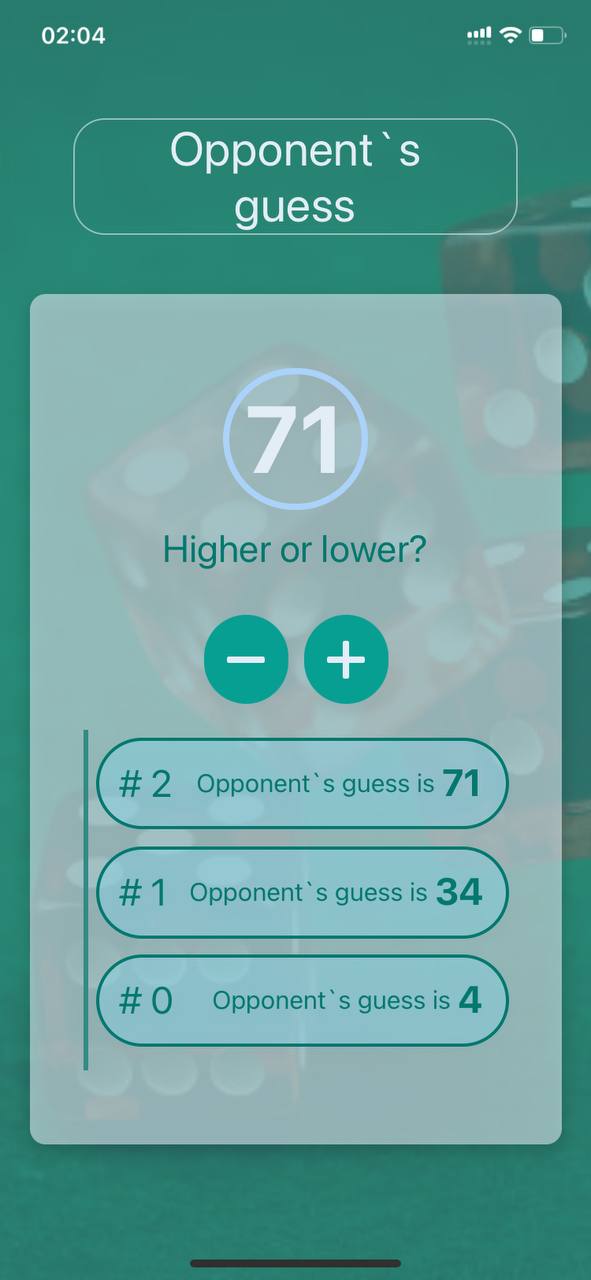 02:04
Opponent`s
guess
71
Higher or lower?
# 2 Opponent`s guess is 71
# 1 Opponent`s guess is 34
# 0 Opponent`s guess is 4